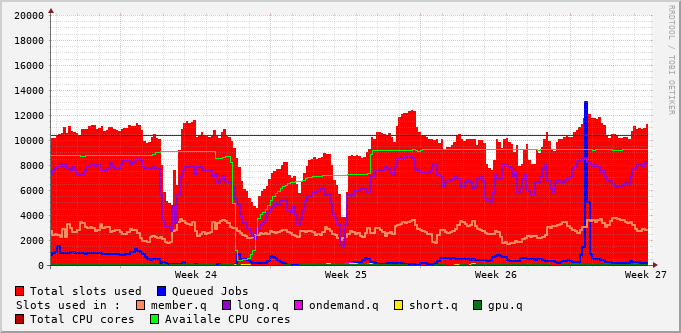 20000
18000
16000
14000
12000
10000
8000
6000
4000
2000
0
Week 24 Week 25 Week 26 Week 27
RRDTOOL / TOBI OETIKER
Total slots used Queued Jobs
Slots used in : member.q long.q ondemand.q short.q gpu.q
Total CPU cores Availale CPU cores